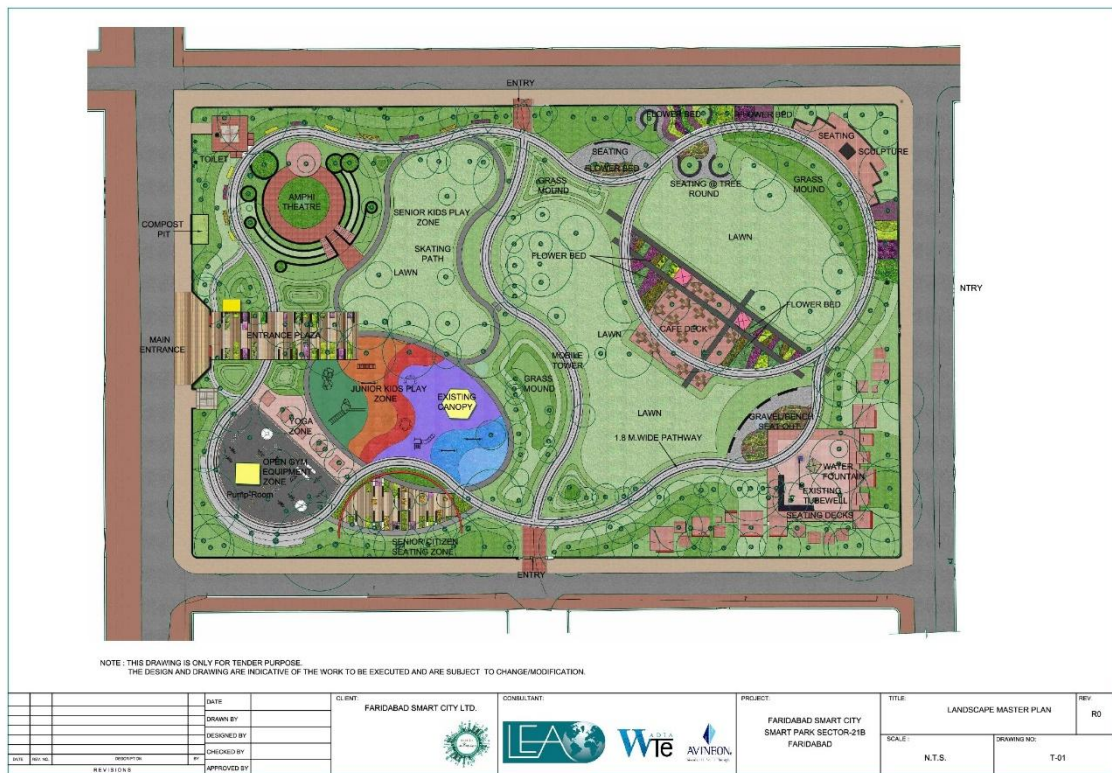 ENTRY
FLOWER BED
FLOWER BED
SEATING
SCULPTURE
TOILET
SEATING
FLOWER BED
SEATING @ TREE
ROUND
GRASS
MOUND
GRASS
MOUND
AMPHI
THEATRE
SENIOR KIDS PLAY
ZONE
COMPOST
PIT
SKATING
PATH
LAWN
LAWN
FLOWER BED
NTRY
FLOWER BED
MAIN
ENTRANCE
ENTRANCE PLAZA
CAFE DECK
LAWN
MOBILE
TOWER
JUNIOR KIDS PLAY
ZONE
EXISTING
CANOPY
GRASS
MOUND
LAWN
GRAVEL/BENCH
SEAT OUT
YOGA
ZONE
1.8 M.WIDE PATHWAY
OPEN GYM
EQUIPMENT
ZONE
Pump-Room
WATER
FOUNTAIN
EXISTING
TUBEWELL
SEATING DECKS
SENIOR CITIZEN
SEATING ZONE
ENTRY
NOTE : THIS DRAWING IS ONLY FOR TENDER PURPOSE.
THE DESIGN AND DRAWING ARE INDICATIVE OF THE WORK TO BE EXECUTED AND ARE SUBJECT TO CHANGE/MODIFICATION.
DATE
DRAWN BY
DESIGNED BY
CHECKED BY
APPROVED BY
DATE REV. NO. DESCRIPTION BY
REVISIONS
CLIENT:
FARIDABAD SMART CITY LTD.
CONSULTANT:
LEA
WADIA
Te
AVINEON
PROJECT:
FARIDABAD SMART CITY
SMART PARK SECTOR-21B
FARIDABAD
TITLE:
LANDSCAPE MASTER PLAN
REV
R0
SCALE :
N.T.S.
DRAWING NO:
T-01